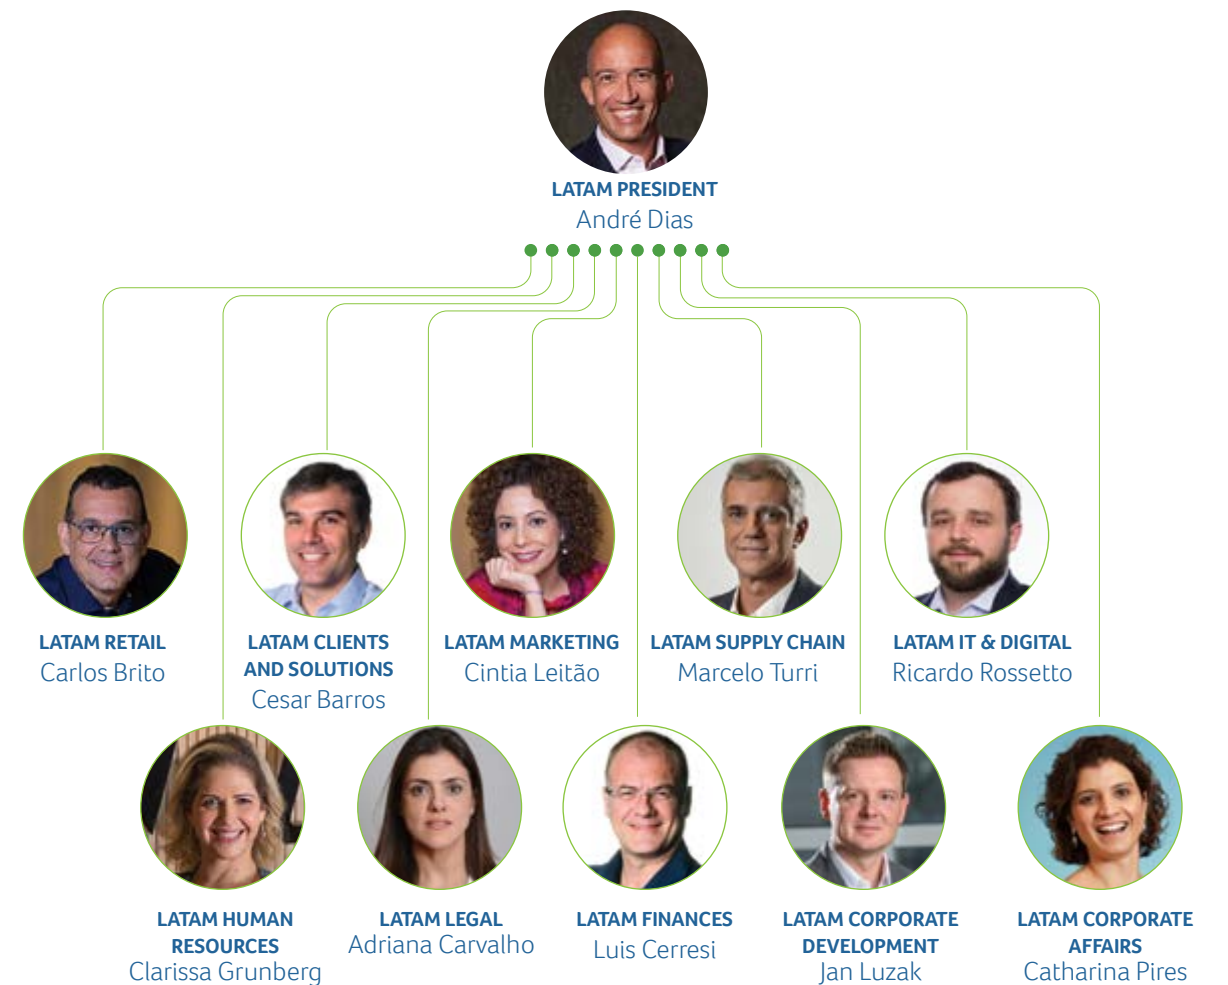 LATAM PRESIDENT
André Dias
LATAM RETAIL
Carlos Brito
LATAM CLIENTS
AND SOLUTIONS
Cesar Barros
LATAM MARKETING
Cintia Leitão
LATAM SUPPLY CHAIN
Marcelo Turri
LATAM IT & DIGITAL
Ricardo Rossetto
LATAM HUMAN
RESOURCES
Clarissa Grunberg
LATAM LEGAL
Adriana Carvalho
LATAM FINANCES
Luis Cerresi
LATAM CORPORATE
DEVELOPMENT
Jan Luzak
LATAM CORPORATE
AFFAIRS
Catharina Pires